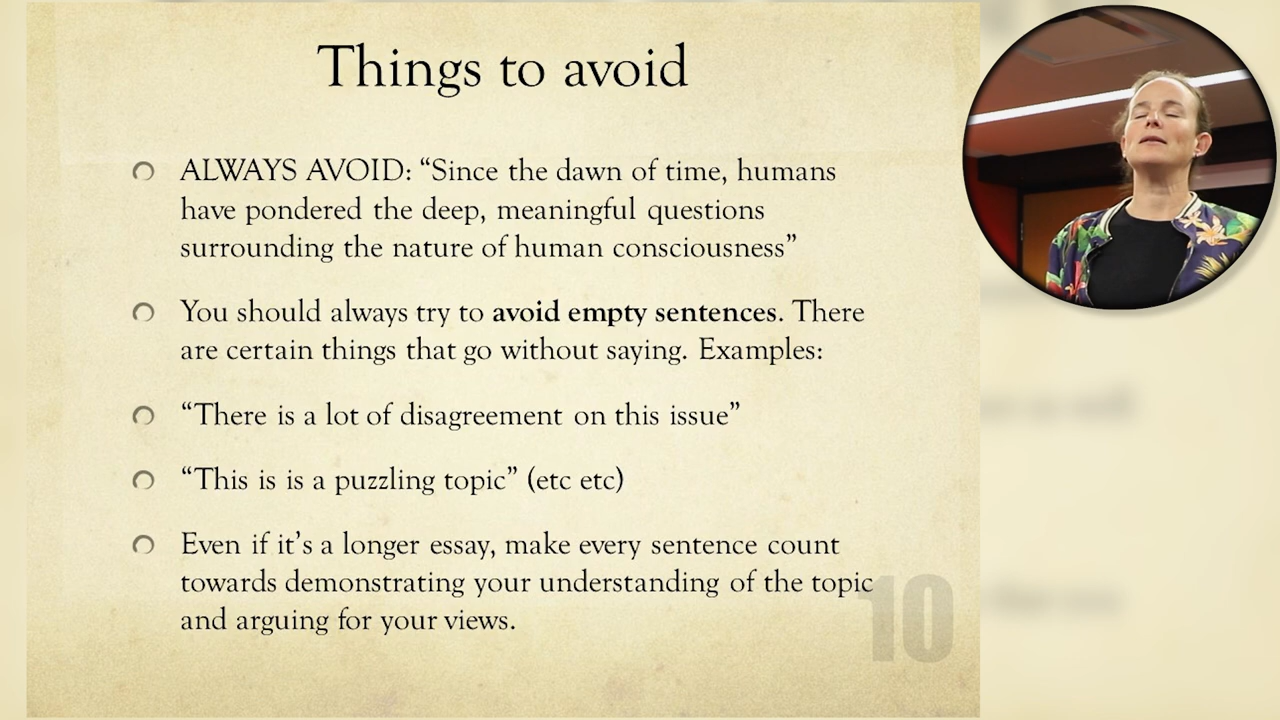 Things to avoid
ALWAYS AVOID: “Since the dawn of time, humans
have pondered the deep, meaningful questions
surrounding the nature of human consciousness”
You should always try to avoid empty sentences. There
are certain things that go without saying. Examples:
“There is a lot of disagreement on this issue”
“This is is a puzzling topic” (etc etc)
Even if it’s a longer essay, make every sentence count
towards demonstrating your understanding of the topic
and arguing for your views.
10